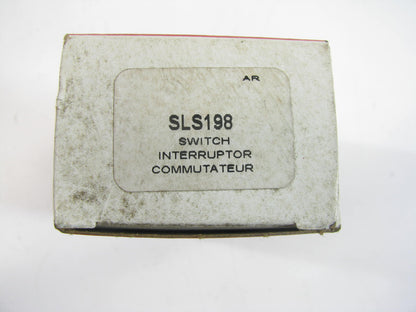 AR
SLS198
SWITCH
INTERRUPTOR
COMMUTATEUR